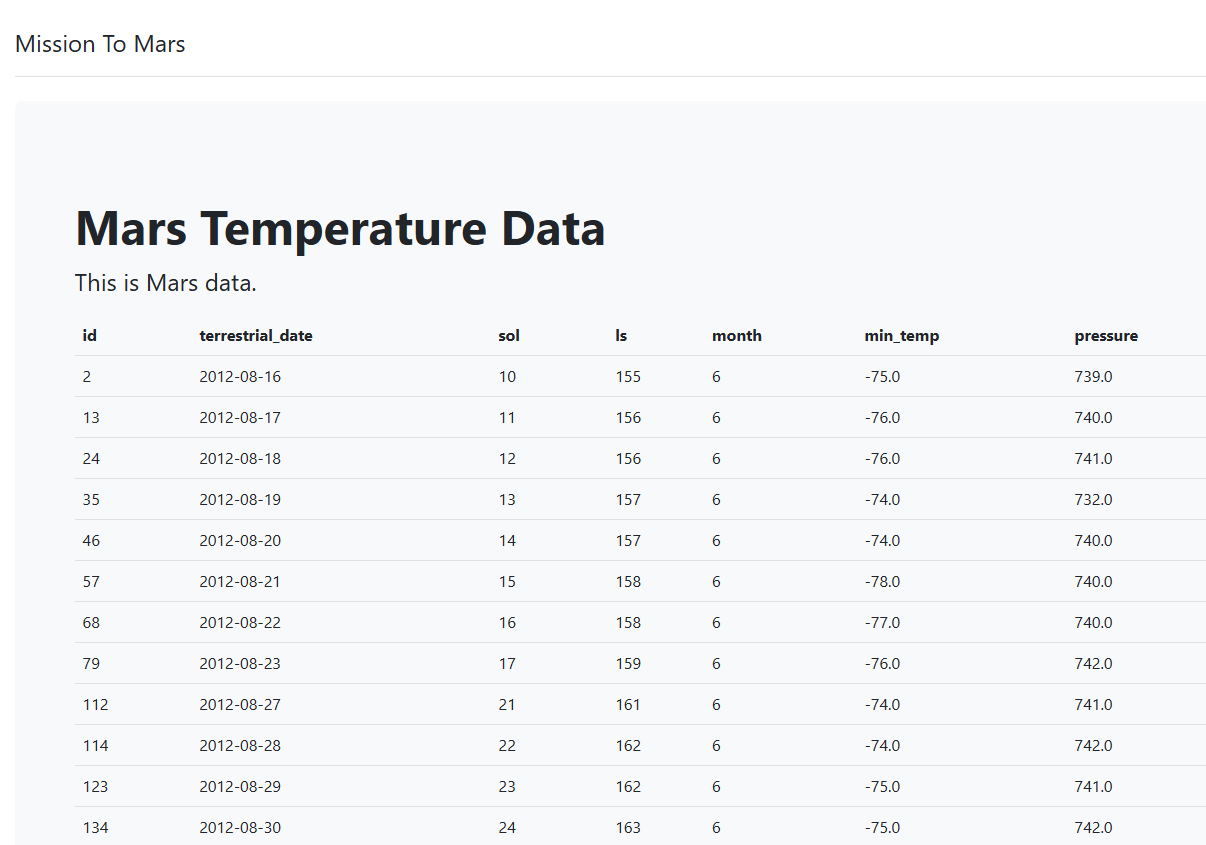 Mission To Mars
Mars Temperature Data
This is Mars data.
id terrestrial_date sol ls month min_temp pressure
2 2012-08-16 10 155 6 -75.0 739.0
13 2012-08-17 11 156 6 -76.0 740.0
24 2012-08-18 12 156 6 -76.0 741.0
35 2012-08-19 13 157 6 -74.0 732.0
46 2012-08-20 14 157 6 -74.0 740.0
57 2012-08-21 15 158 6 -78.0 740.0
68 2012-08-22 16 158 6 -77.0 740.0
79 2012-08-23 17 159 6 -76.0 742.0
112 2012-08-27 21 161 6 -74.0 741.0
114 2012-08-28 22 162 6 -74.0 742.0
123 2012-08-29 23 162 6 -75.0 741.0
134 2012-08-30 24 163 6 -75.0 742.0